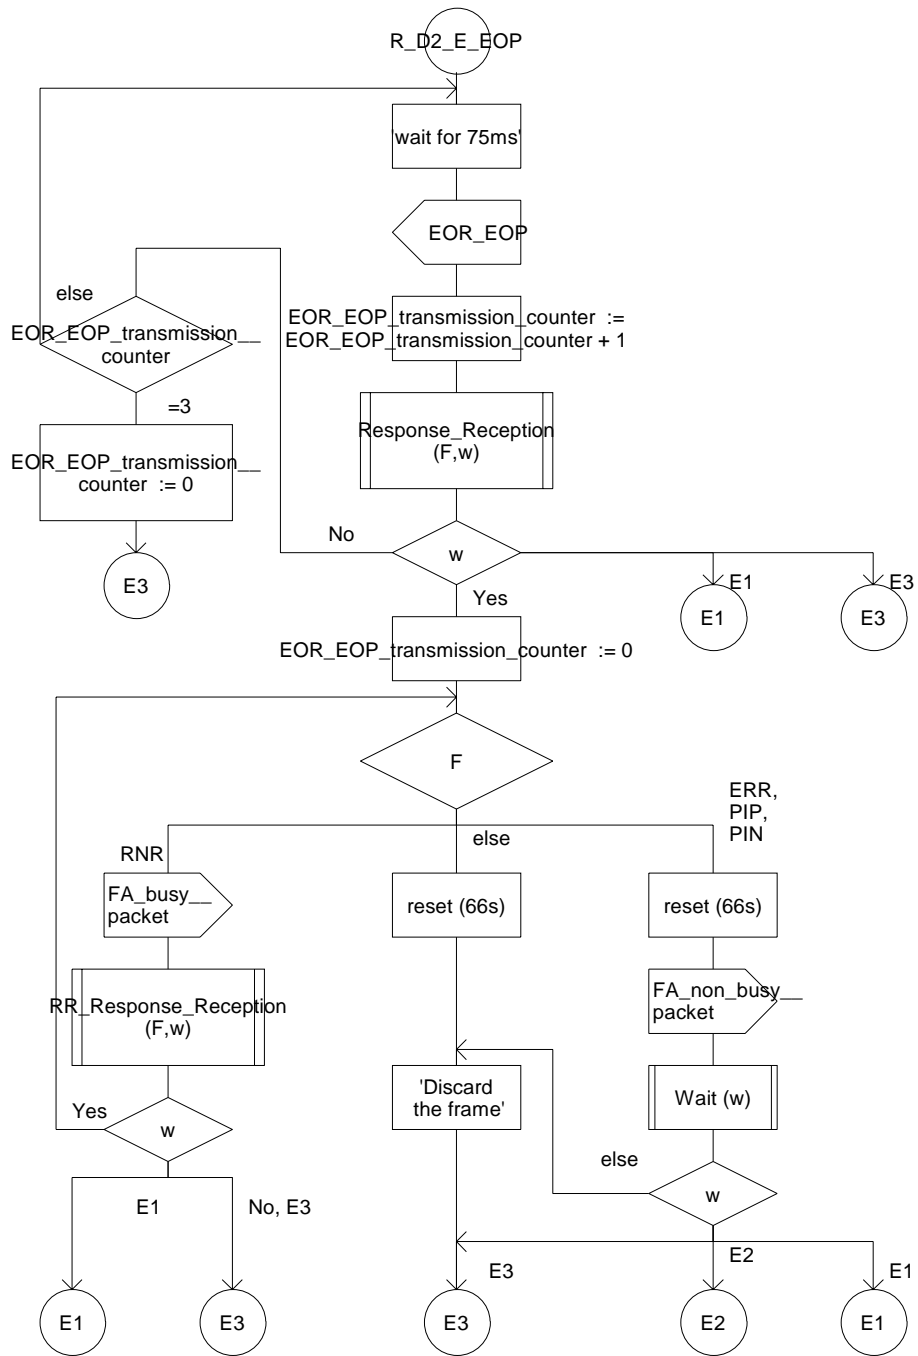 R_D2_E_EOP
'wait for 75ms'
EOR_EOP
else
EOR_EOP_transmission__
counter
EOR_EOP_transmission_counter :=
EOR_EOP_transmission_counter + 1
=3
EOR_EOP_transmission__
counter := 0
Response_Reception
(F,w)
No
w
E3
Yes
E1
E1
E3
E3
EOR_EOP_transmission_counter := 0
F
ERR,
PIP,
PIN
else
RNR
FA_busy__
packet
reset (66s)
reset (66s)
RR_Response_Reception
(F,w)
FA_non_busy__
packet
'Discard
the frame'
Wait (w)
Yes
w
else
w
E1
No, E3
E3
E2
E1
E1
E3
E3
E2
E1